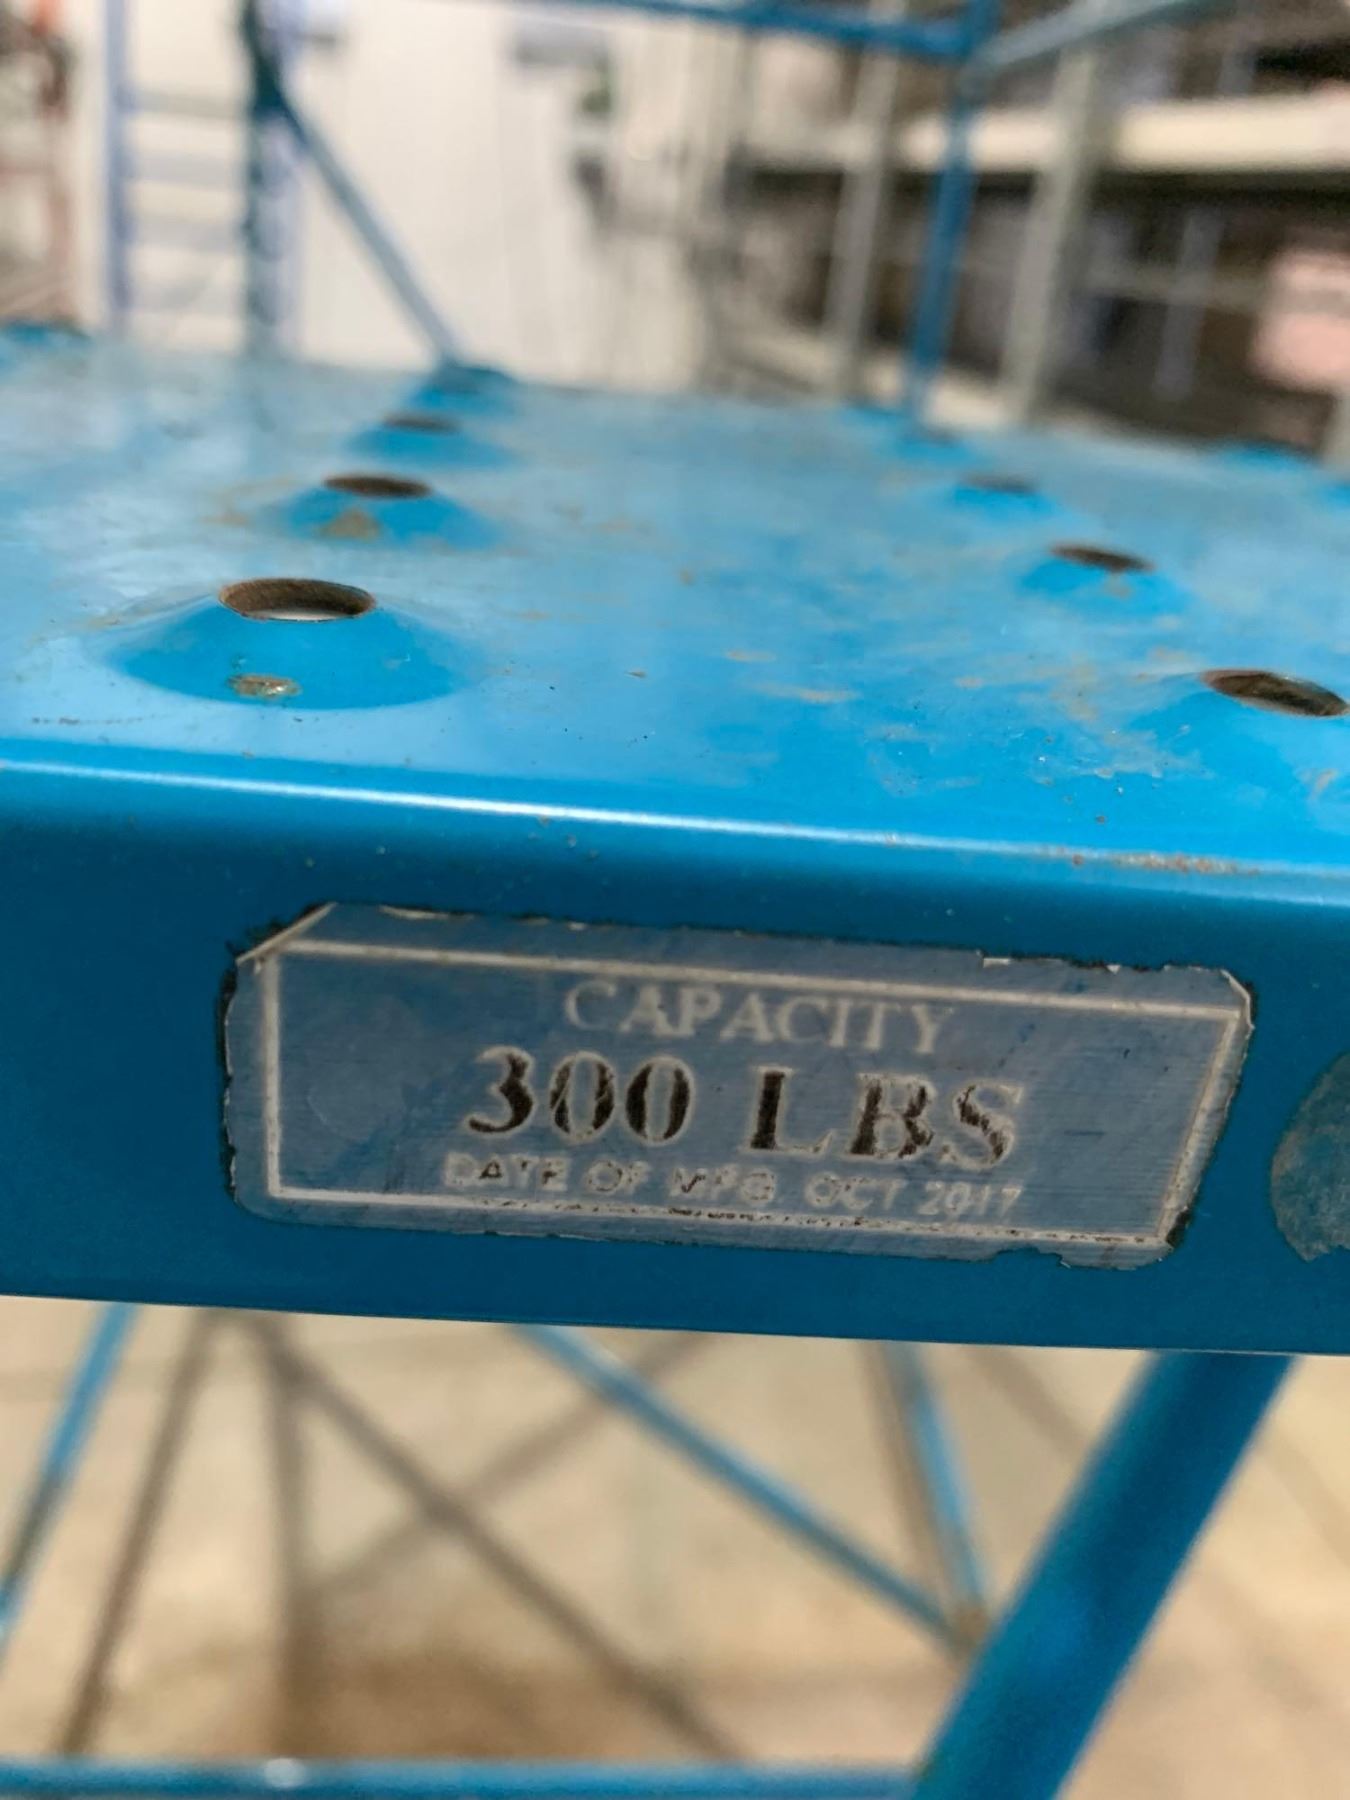 CAPACITY
300 LBS
DATE OF MFG OCT 2017